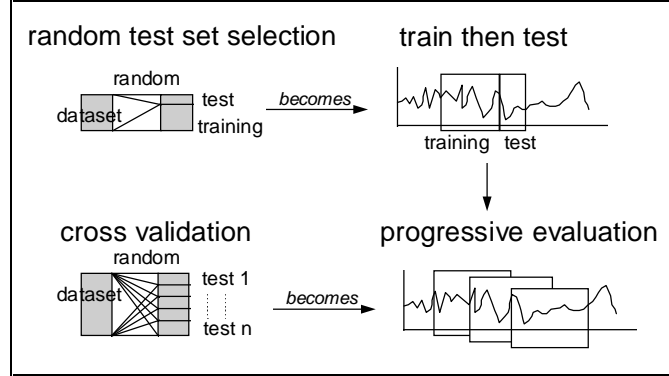 random test set selection
random
dataset
test
training
becomes
train then test
training test
cross validation
random
dataset
test 1
test n
becomes
progressive evaluation